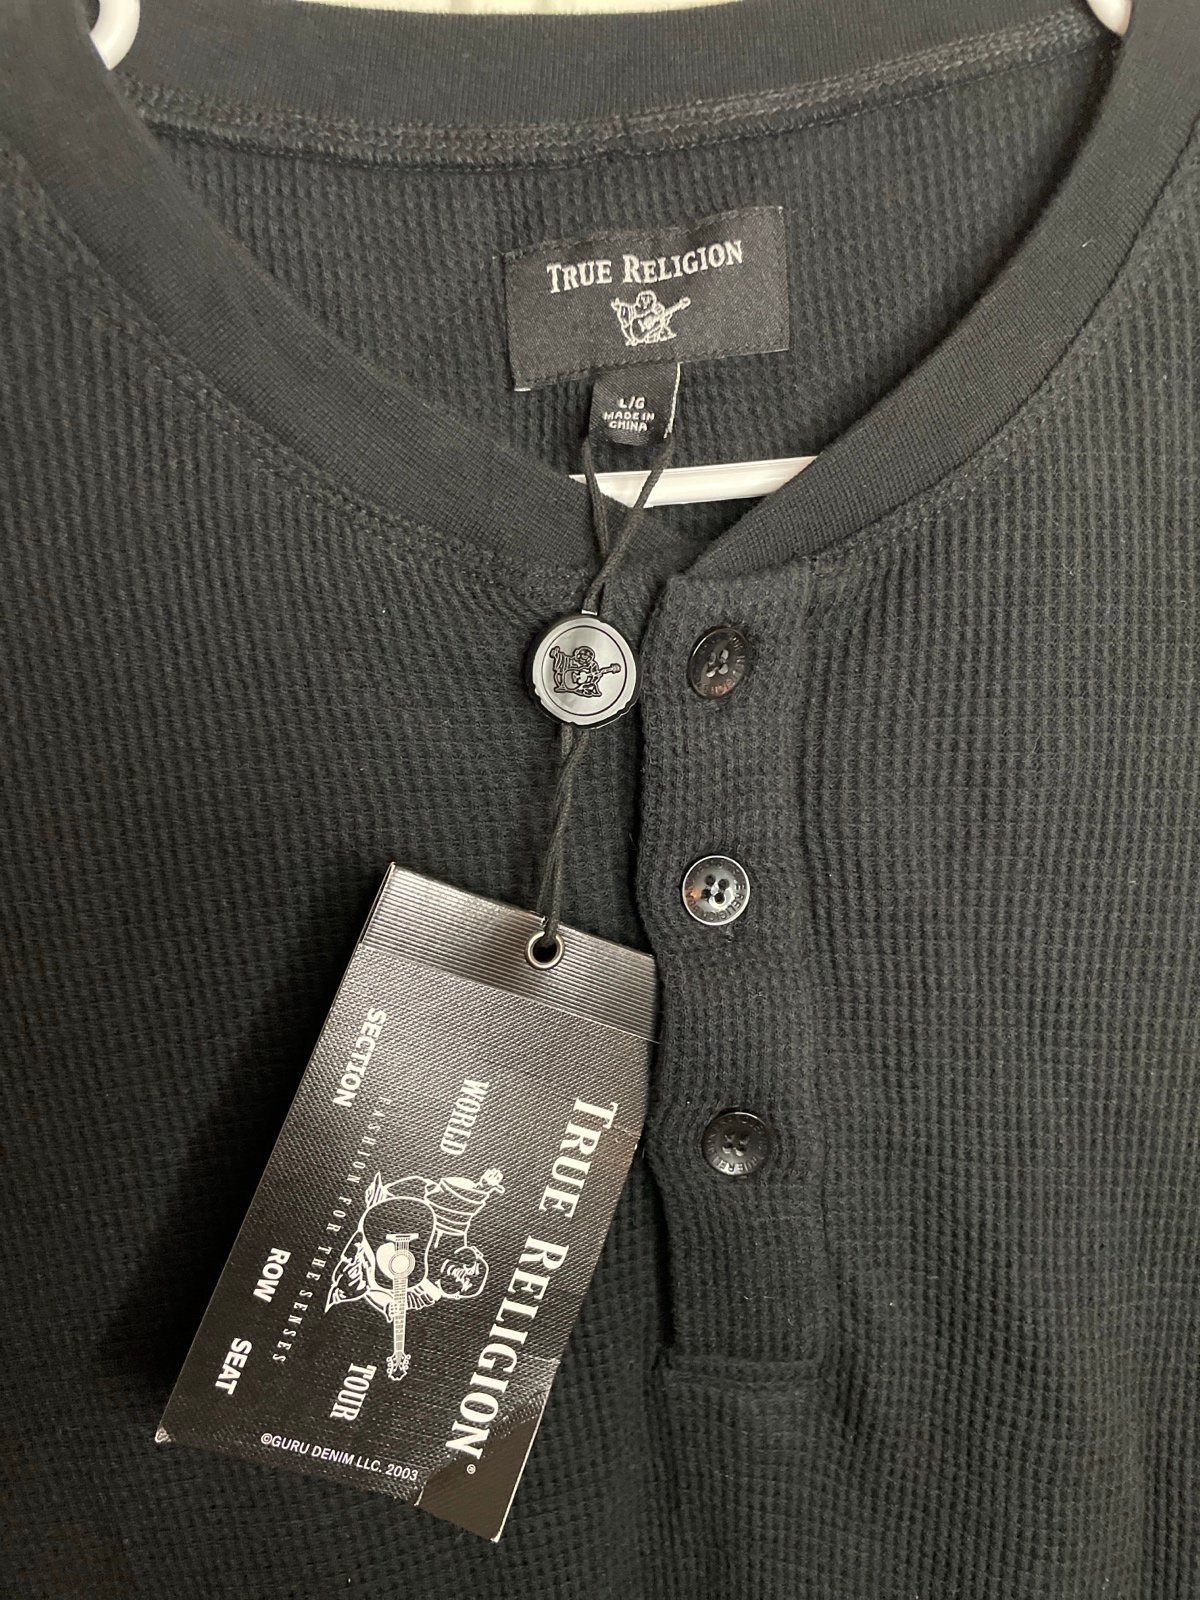 TRUE RELIGION
L/G
MADE IN
CHINA
TRUE RELIGION®
WORLD TOUR
FASHION FOR THE SENSES
SECTION ROW SEAT
©GURU DENIM LLC. 2003